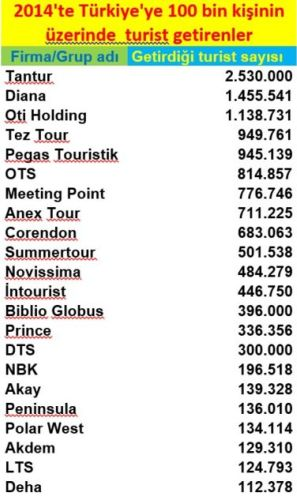 2014'te Türkiye'ye 100 bin kişinin
üzerinde turist getirenler
Firma/Grup adı Getirdiği turist sayısı
Tantur 2.530.000
Diana 1.455.541
Oti Holding 1.138.731
Tez Tour 949.761
Pegas Touristik 945.139
OTS 814.857
Meeting Point 776.746
Anex Tour 711.225
Corendon 683.063
Summertour 501.538
Novissima 484.279
İntourist 446.750
Biblio Globus 396.000
Prince 336.356
DTS 300.000
NBK 196.518
Akay 139.328
Peninsula 136.010
Polar West 134.114
Akdem 129.310
LTS 124.793
Deha 112.378